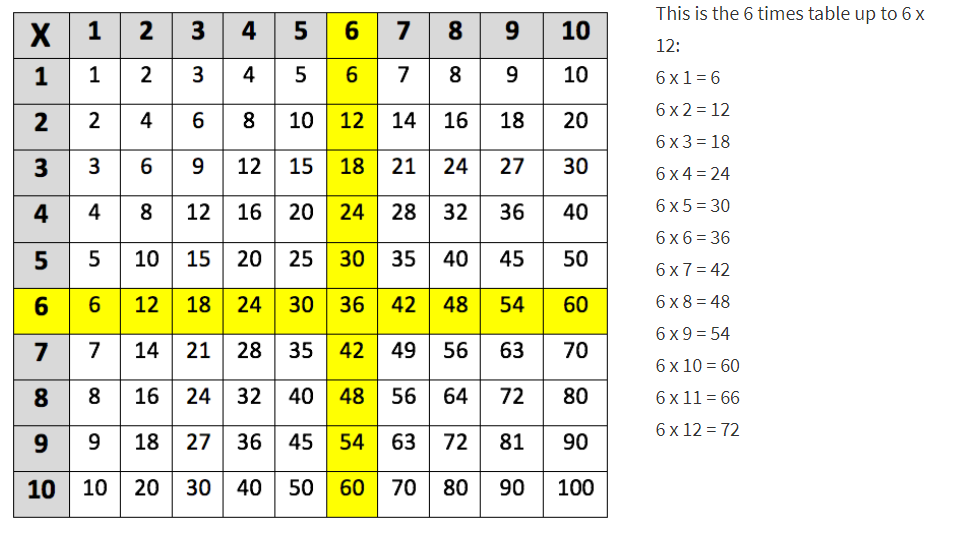 X 1 2 3 4 5 6 7 8 9 10
1 1 2 3 4 5 6 7 8 9 10
2 2 4 6 8 10 12 14 16 18 20
3 3 6 9 12 15 18 21 24 27 30
4 4 8 12 16 20 24 28 32 36 40
5 5 10 15 20 25 30 35 40 45 50
6 6 12 18 24 30 36 42 48 54 60
7 7 14 21 28 35 42 49 56 63 70
8 8 16 24 32 40 48 56 64 72 80
9 9 18 27 36 45 54 63 72 81 90
10 10 20 30 40 50 60 70 80 90 100
This is the 6 times table up to 6 x
12:
6 x 1 = 6
6 x 2 = 12
6 x 3 = 18
6 x 4 = 24
6 x 5 = 30
6 x 6 = 36
6 x 7 = 42
6 x 8 = 48
6 x 9 = 54
6 x 10 = 60
6 x 11 = 66
6 x 12 = 72